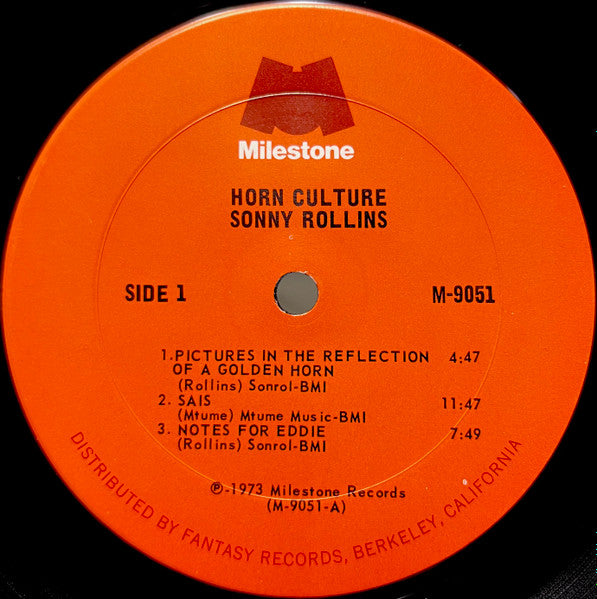 Milestone
HORN CULTURE
SONNY ROLLINS
SIDE 1
M-9051
1. PICTURES IN THE REFLECTION 4:47
OF A GOLDEN HORN
(Rollins) Sonrol-BMI
2. SAIS 11:47
(Mtume) Mtume Music-BMI
3. NOTES FOR EDDIE 7:49
(Rollins) Sonrol-BMI
℗-1973 Milestone Records
(M-9051-A)
DISTRIBUTED BY FANTASY RECORDS, BERKELEY, CALIFORNIA